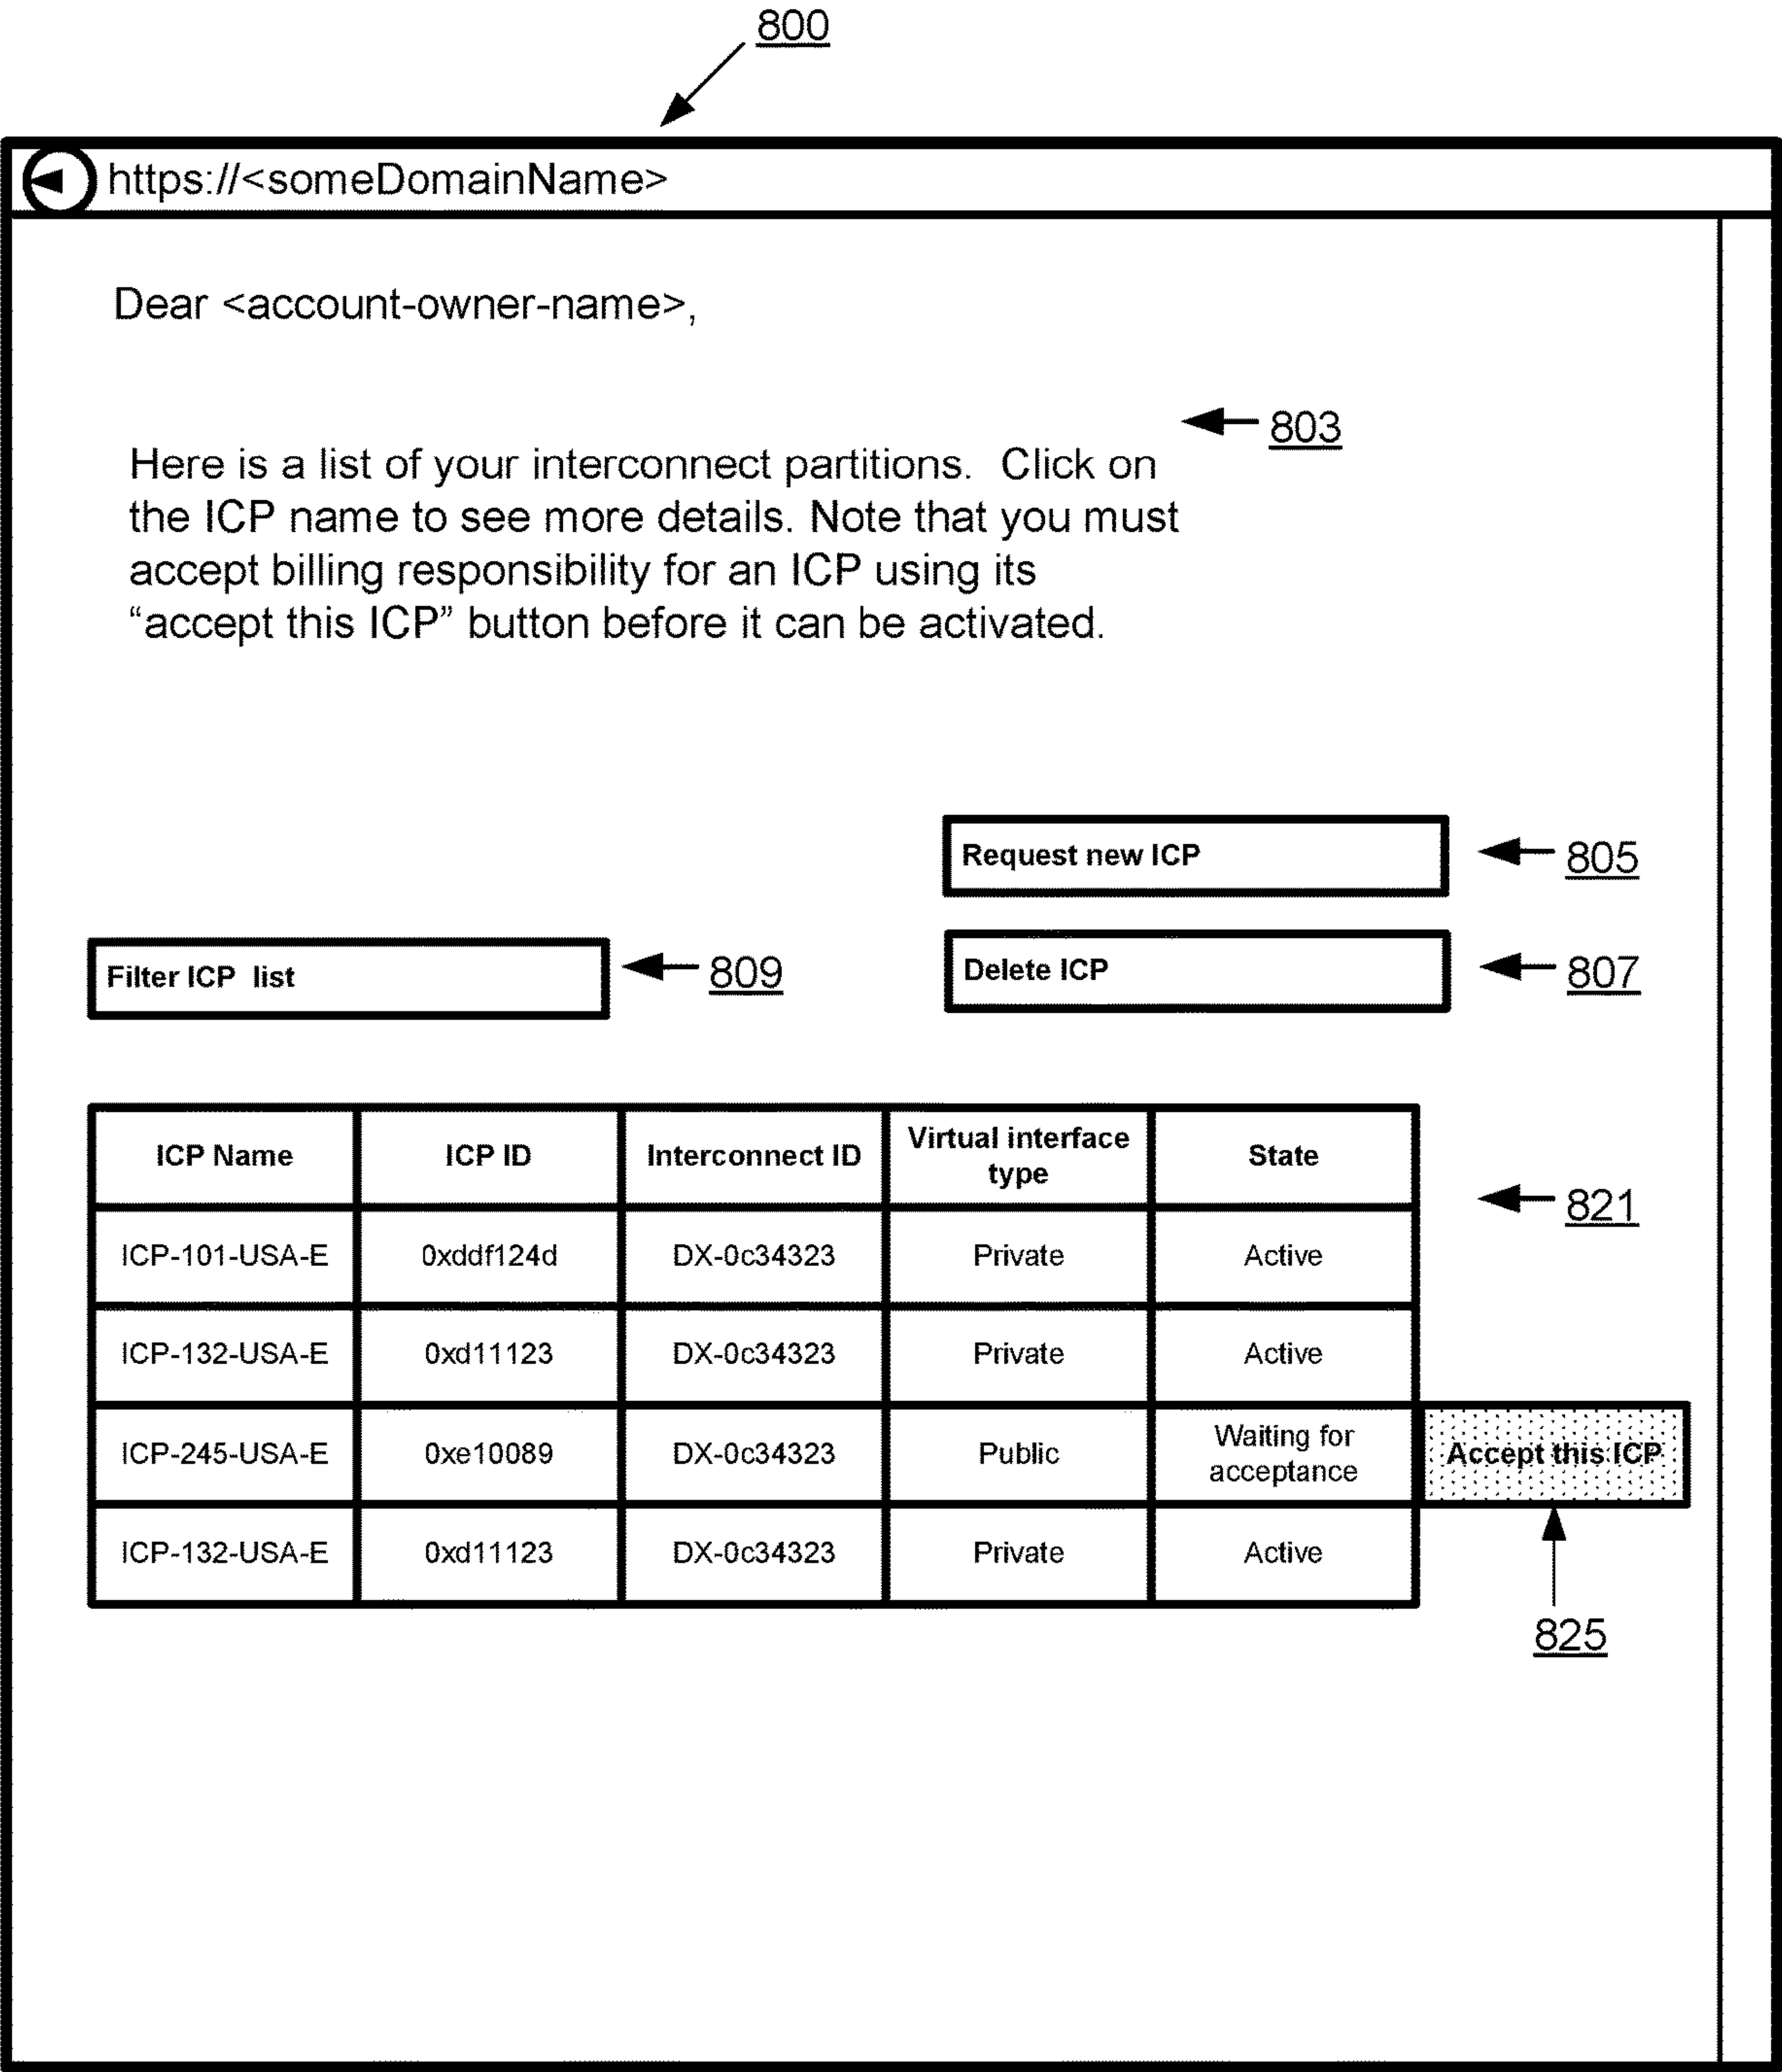 800
https://<someDomainName>
Dear <account-owner-name>,
803
Here is a list of your interconnect partitions. Click on
the ICP name to see more details. Note that you must
accept billing responsibility for an ICP using its
“accept this ICP” button before it can be activated.
Request new ICP
805
Filter ICP list
809
Delete ICP
807
ICP Name
ICP ID
Interconnect ID
Virtual interface
type
State
821
ICP-101-USA-E
0xddf124d
DX-0c34323
Private
Active
ICP-132-USA-E
0xd11123
DX-0c34323
Private
Active
ICP-245-USA-E
0xe10089
DX-0c34323
Public
Waiting for
acceptance
Accept this ICP
ICP-132-USA-E
0xd11123
DX-0c34323
Private
Active
825